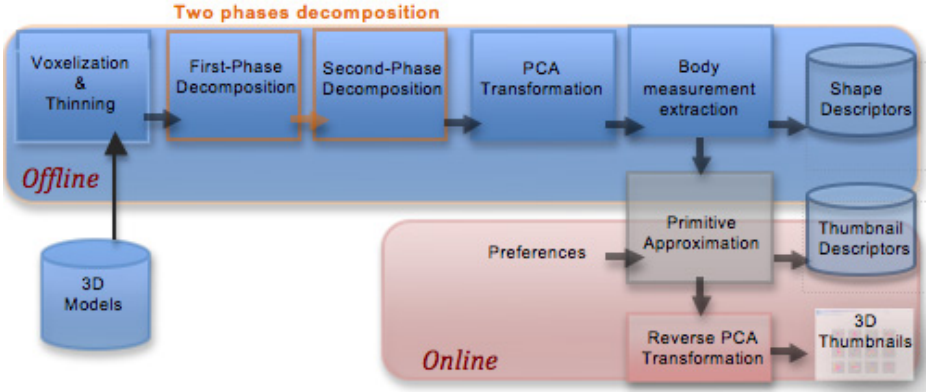 Two phases decomposition
Voxelization
&
Thinning
First-Phase
Decomposition
Second-Phase
Decomposition
PCA
Transformation
Body
measurement
extraction
Shape
Descriptors
Offline
Primitive
Approximation
Thumbnail
Descriptors
Preferences
3D
Models
Reverse PCA
Transformation
3D
Thumbnails
Online